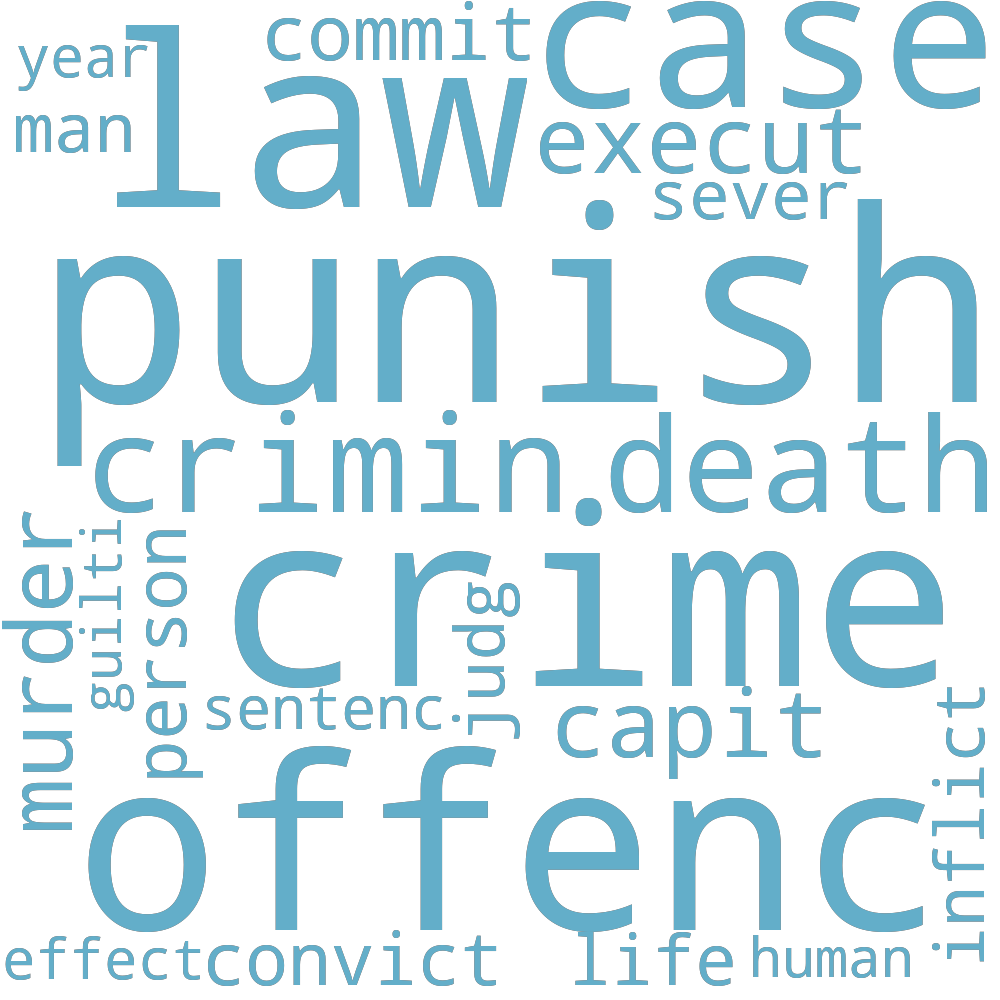 year
commit
case
man
law
execut
sever
punish
crimin
death
murder
guilti
person
crime
judg
sentenc
capit
inflict
offenc
effect
convict
life
human